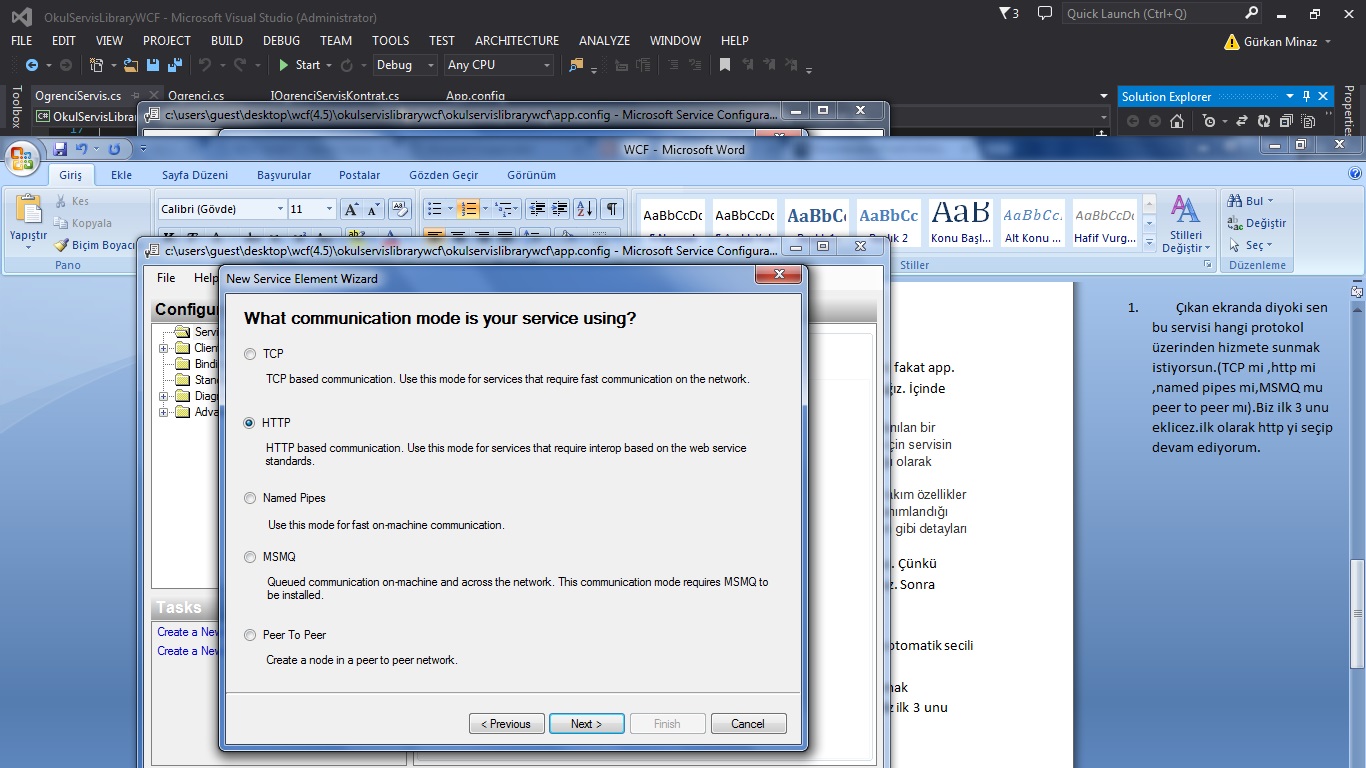 OkulServisLibraryWCF - Microsoft Visual Studio (Administrator)
3
Quick Launch (Ctrl+Q)
FILE EDIT VIEW PROJECT BUILD DEBUG TEAM TOOLS TEST ARCHITECTURE ANALYZE WINDOW HELP
Gürkan Minaz
Start Debug Any CPU
Toolbox
OgrenciServis.cs Ogrenci.cs IOgrenciServisKontrat.cs App.config
Solution Explorer
Properties
OkulServisLibrar
17
c:\users\guest\desktop\wcf(4.5)\okulservislibrarywcf\okulservislibrarywcf\app.config - Microsoft Service Configura...
WCF - Microsoft Word
Giriş Ekle Sayfa Düzeni Başvurular Postalar Gözden Geçir Görünüm
Yapıştır
Kes
Kopyala
Biçim Boyacı
Pano
Calibri (Gövde) 11
AaBbCcDc AaBbCcDc AaBbCc AaBbCc AaB AaBbCc. AaBbCcDc
Konu Başl... Alt Konu ... Hafif Vurg...
Stilleri Değiştir
Stiller
Bul
Değiştir
Seç
Düzenleme
c:\users\guest\desktop\wcf(4.5)\okulservislibrarywcf\okulservislibrarywcf\app.config - Microsoft Service Configura...
File Help
Configu
Servi
Clien
Bindi
Stan
Diag
Adva
Tasks
Create a New
Create a New
New Service Element Wizard
What communication mode is your service using?
TCP
TCP based communication. Use this mode for services that require fast communication on the network.
HTTP
HTTP based communication. Use this mode for services that require interop based on the web service
standards.
Named Pipes
Use this mode for fast on-machine communication.
MSMQ
Queued communication on-machine and across the network. This communication mode requires MSMQ to
be installed.
Peer To Peer
Create a node in a peer to peer network.
< Previous Next > Finish Cancel
fakat app.
ğız. İçinde
nılan bir
çin servisin
olarak
akım özellikler
nımlandığı
gibi detayları
. Çünkü
z. Sonra
otomatik secili
nak
z ilk 3 unu
1. Çıkan ekranda diyoki sen
bu servisi hangi protokol
üzerinden hizmete sunmak
istiyorsun.(TCP mi ,http mi
,named pipes mi,MSMQ mu
peer to peer mı).Biz ilk 3 unu
eklicez.ilk olarak http yi seçip
devam ediyorum.